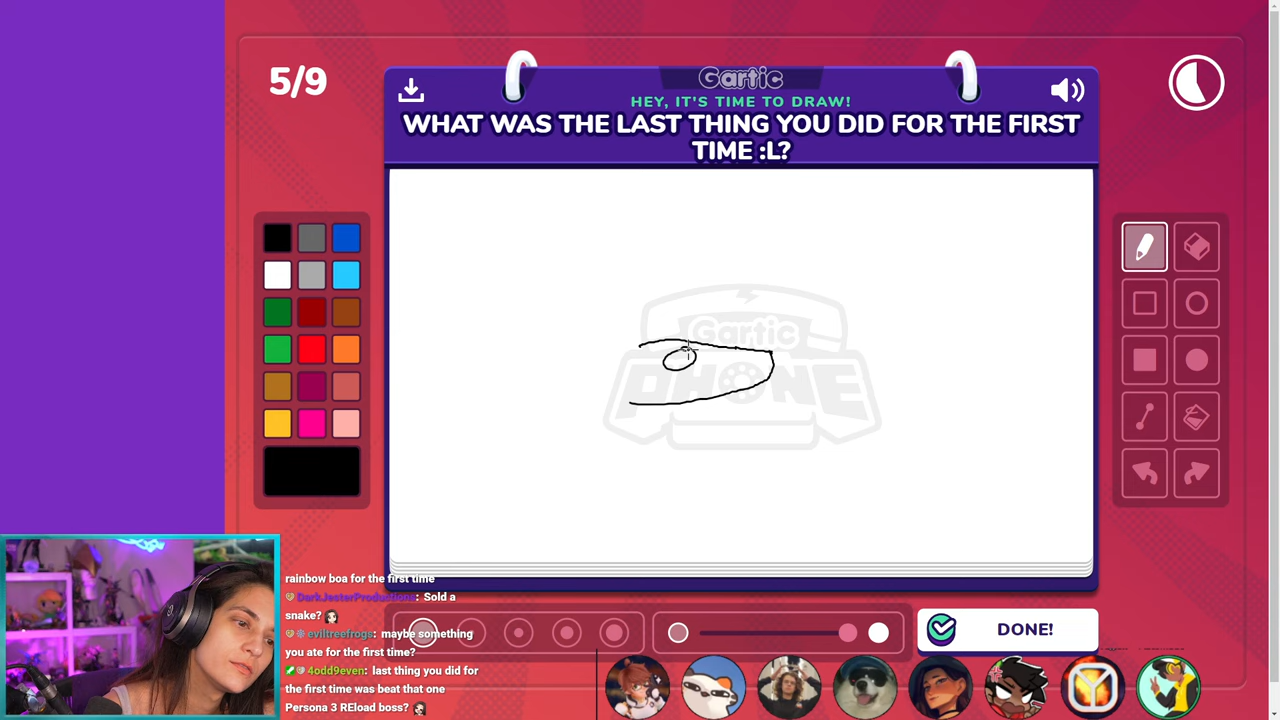 5/9
Gartic
HEY, IT'S TIME TO DRAW!
WHAT WAS THE LAST THING YOU DID FOR THE FIRST
TIME :L?
Gartic
PHONE
rainbow boa for the first time
DarkJesterProductions: Sold a
snake?
eviltreefrogs: maybe something
you ate for the first time?
4odd9even: last thing you did for
the first time was beat that one
Persona 3 REload boss?
DONE!